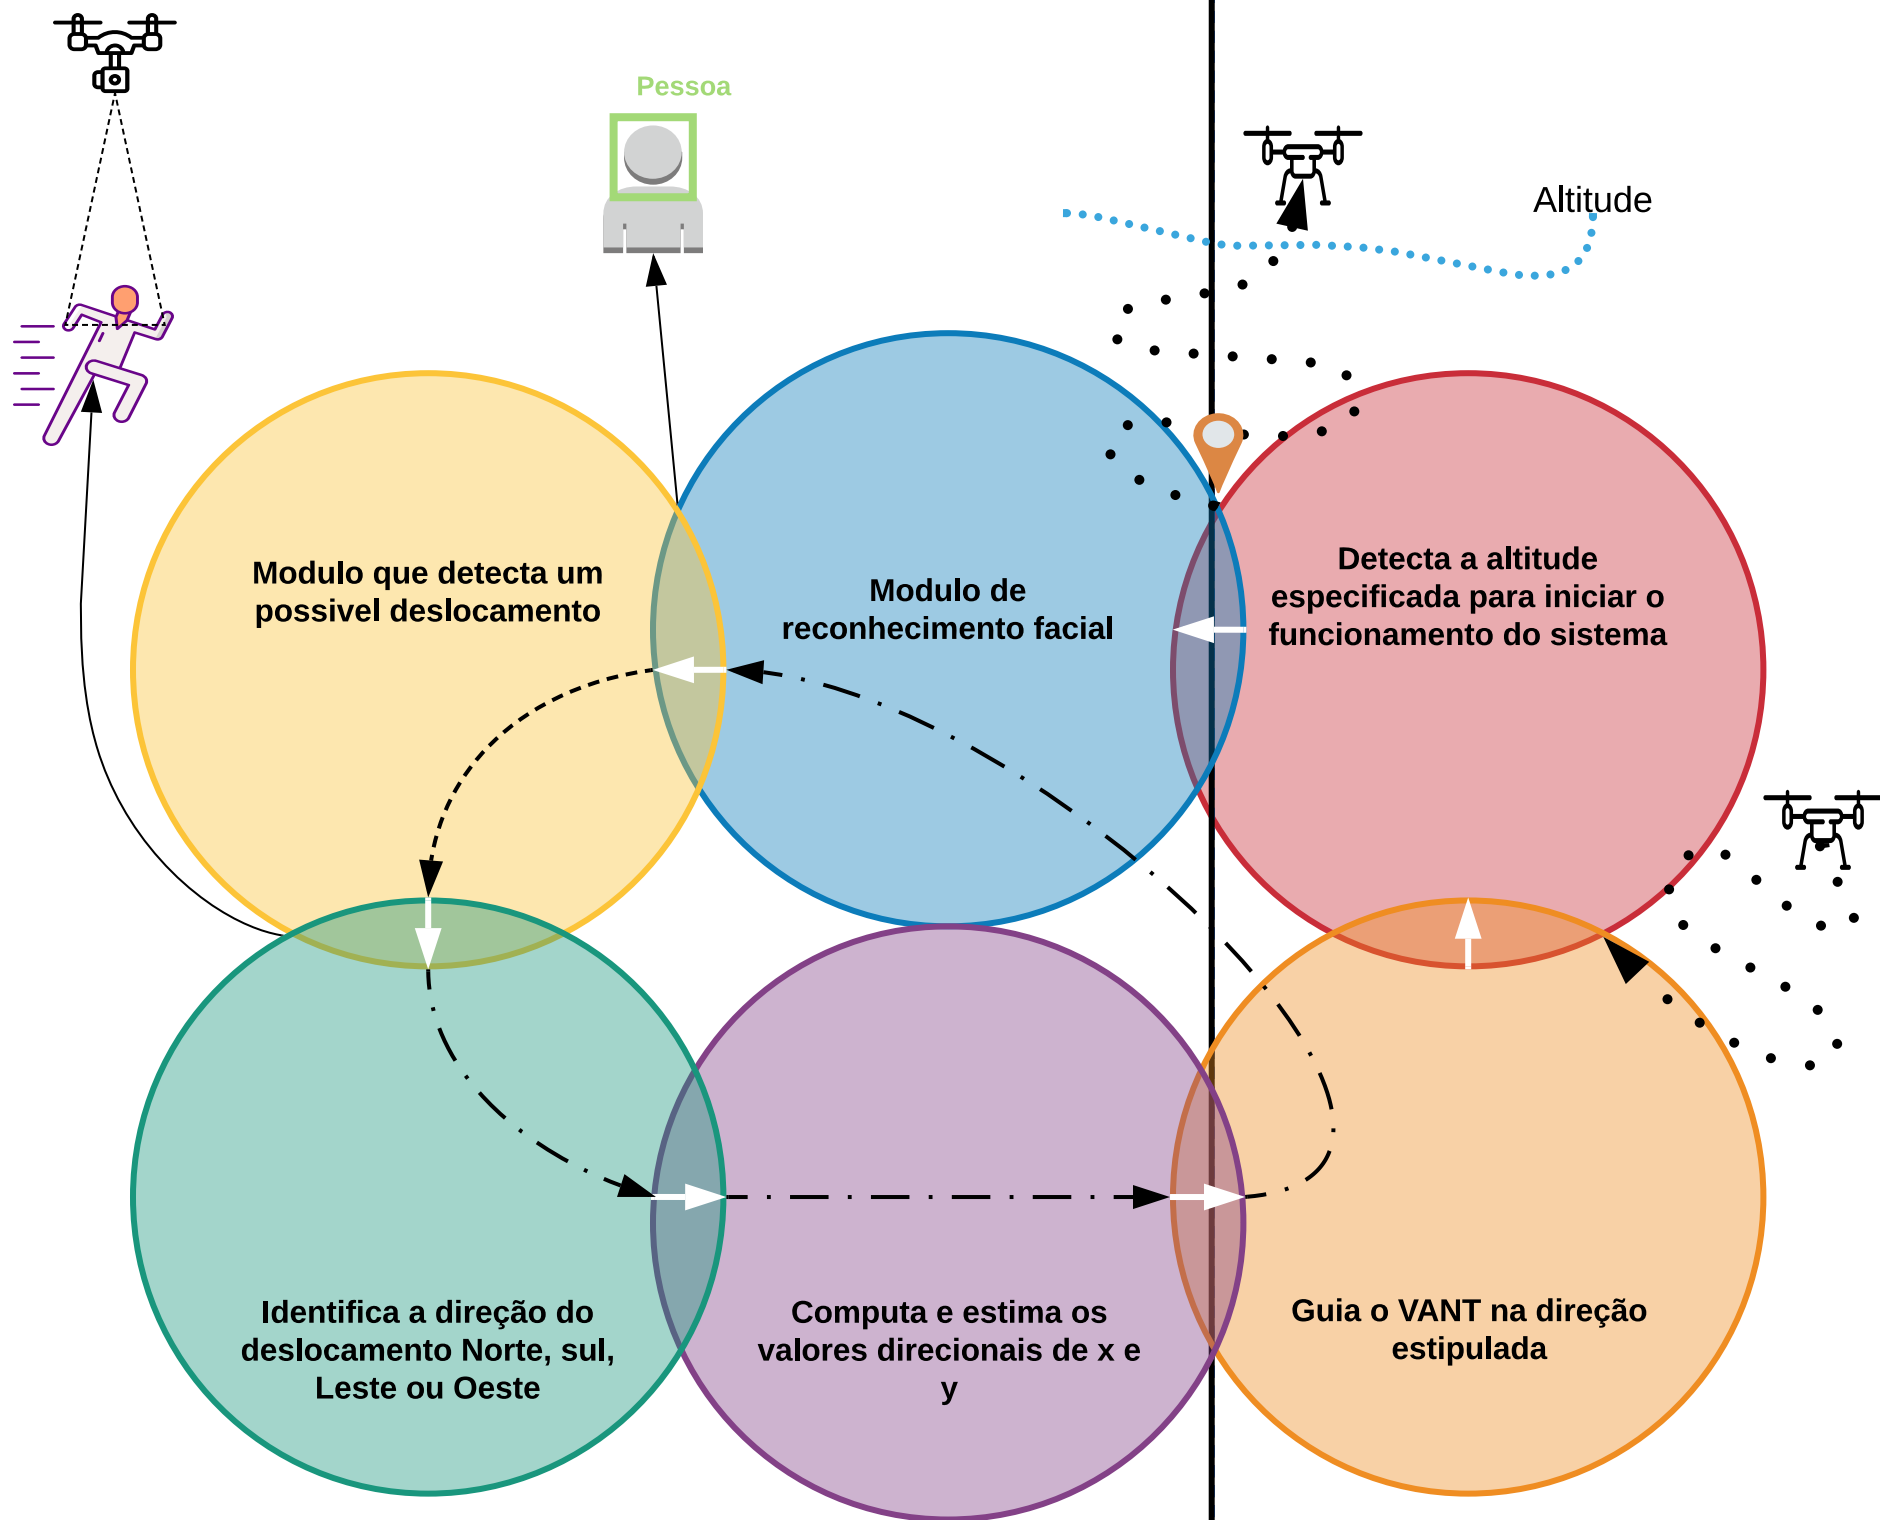 Pessoa
Altitude
Modulo que detecta um
possivel deslocamento
Modulo de
reconhecimento facial
Detecta a altitude
especificada para iniciar o
funcionamento do sistema
Identifica a direção do
deslocamento Norte, sul,
Leste ou Oeste
Computa e estima os
valores direcionais de x e
y
Guia o VANT na direção
estipulada